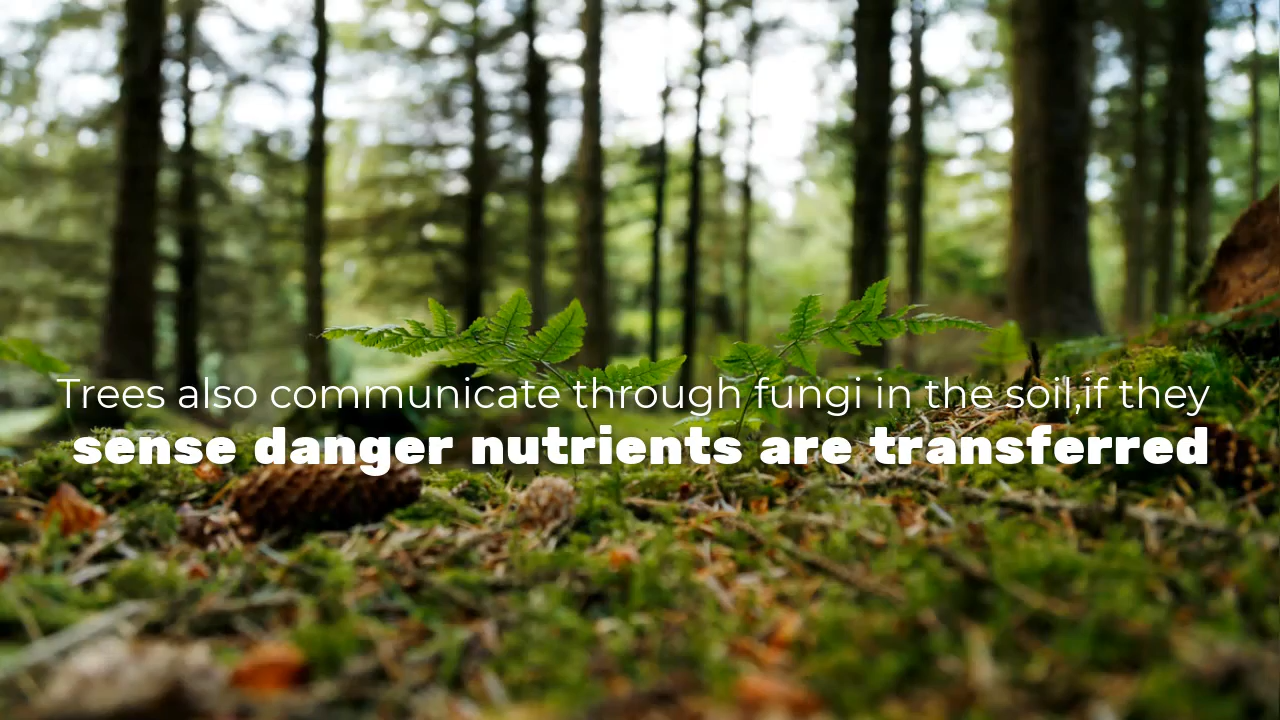 Trees also communicate through fungi in the soil,if they
sense danger nutrients are transferred